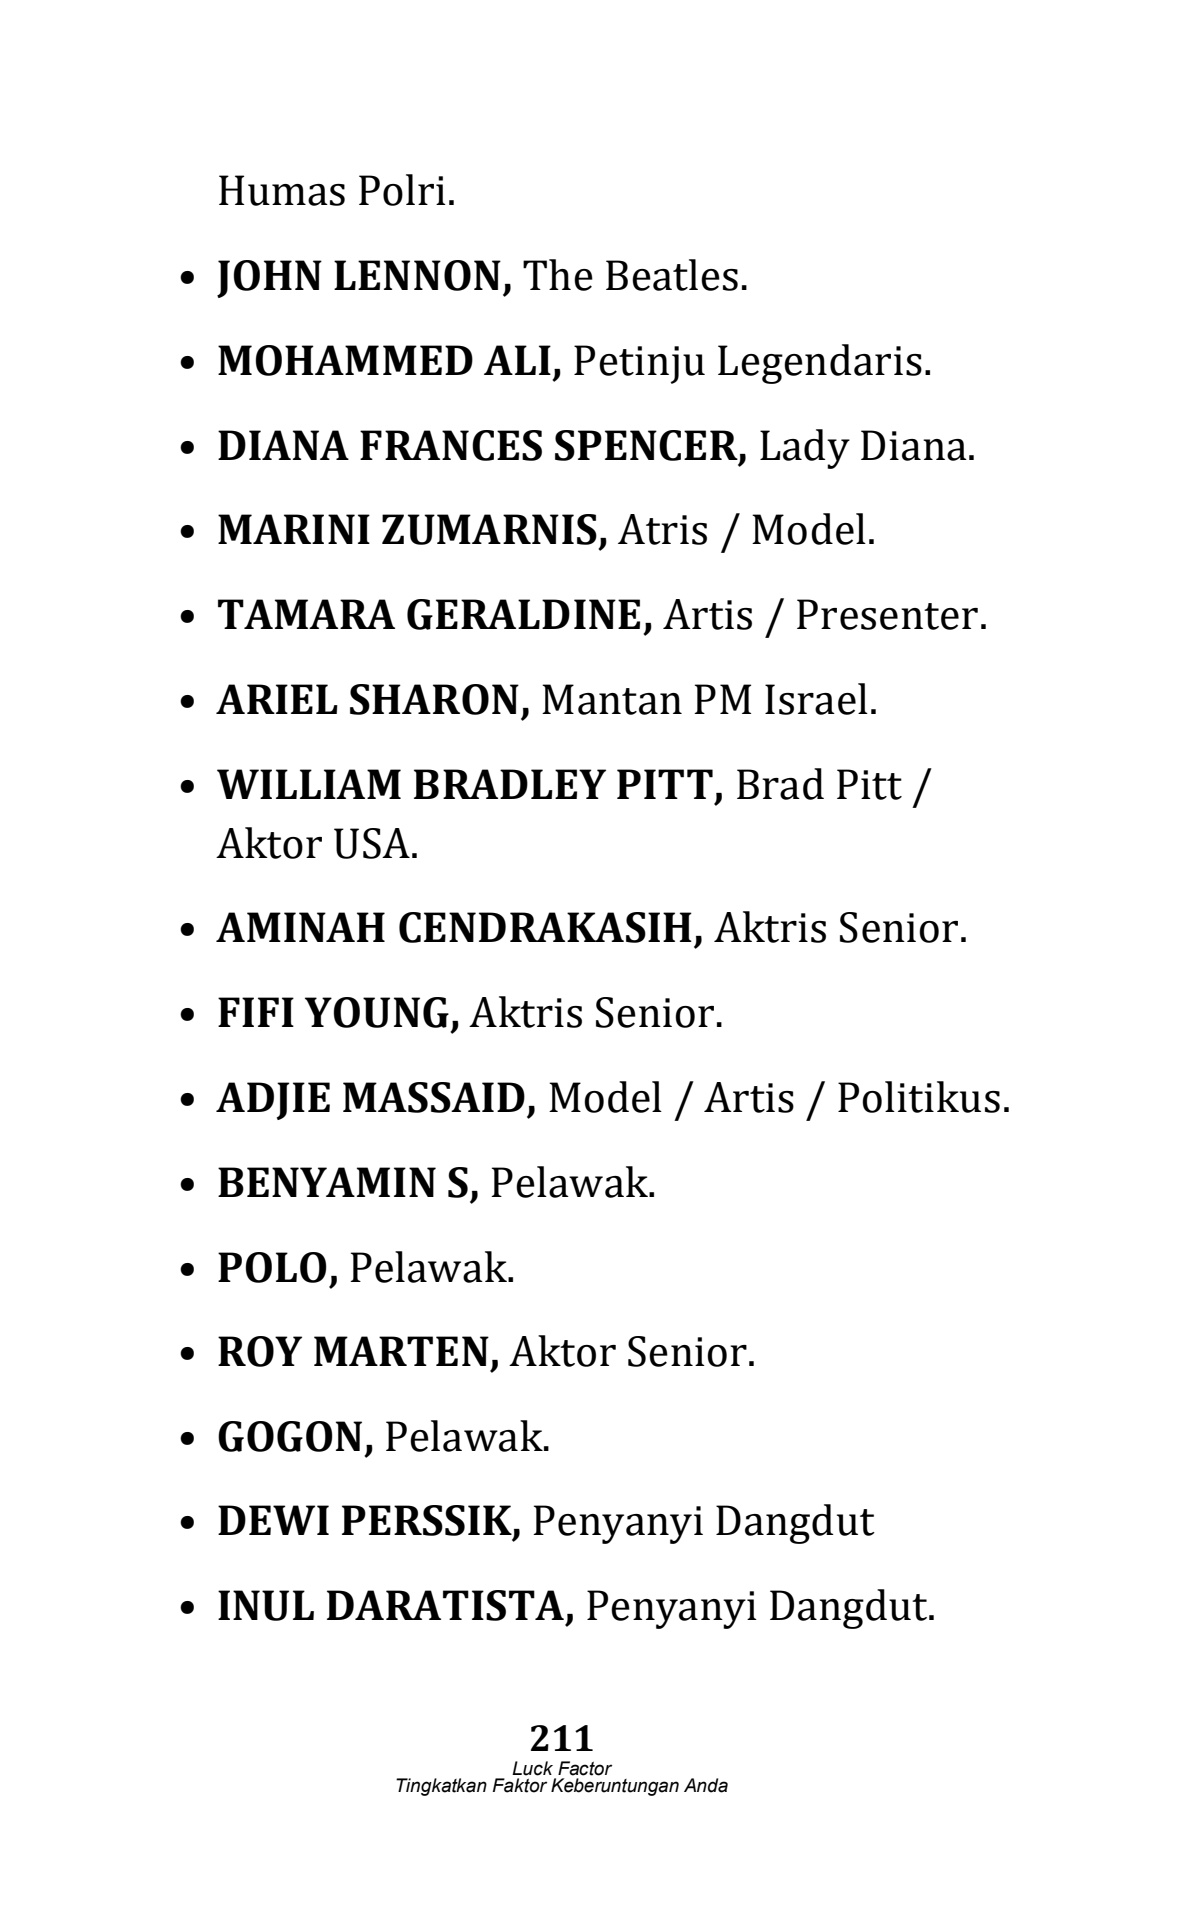 Humas Polri.
• JOHN LENNON, The Beatles.
• MOHAMMED ALI, Petinju Legendaris.
• DIANA FRANCES SPENCER, Lady Diana.
• MARINI ZUMARNIS, Atris / Model.
• TAMARA GERALDINE, Artis / Presenter.
• ARIEL SHARON, Mantan PM Israel.
• WILLIAM BRADLEY PITT, Brad Pitt /
Aktor USA.
• AMINAH CENDRAKASIH, Aktris Senior.
• FIFI YOUNG, Aktris Senior.
• ADJIE MASSAID, Model / Artis / Politikus.
• BENYAMIN S, Pelawak.
• POLO, Pelawak.
• ROY MARTEN, Aktor Senior.
• GOGON, Pelawak.
• DEWI PERSSIK, Penyanyi Dangdut
• INUL DARATISTA, Penyanyi Dangdut.
211
Luck Factor
Tingkatkan Faktor Keberuntungan Anda